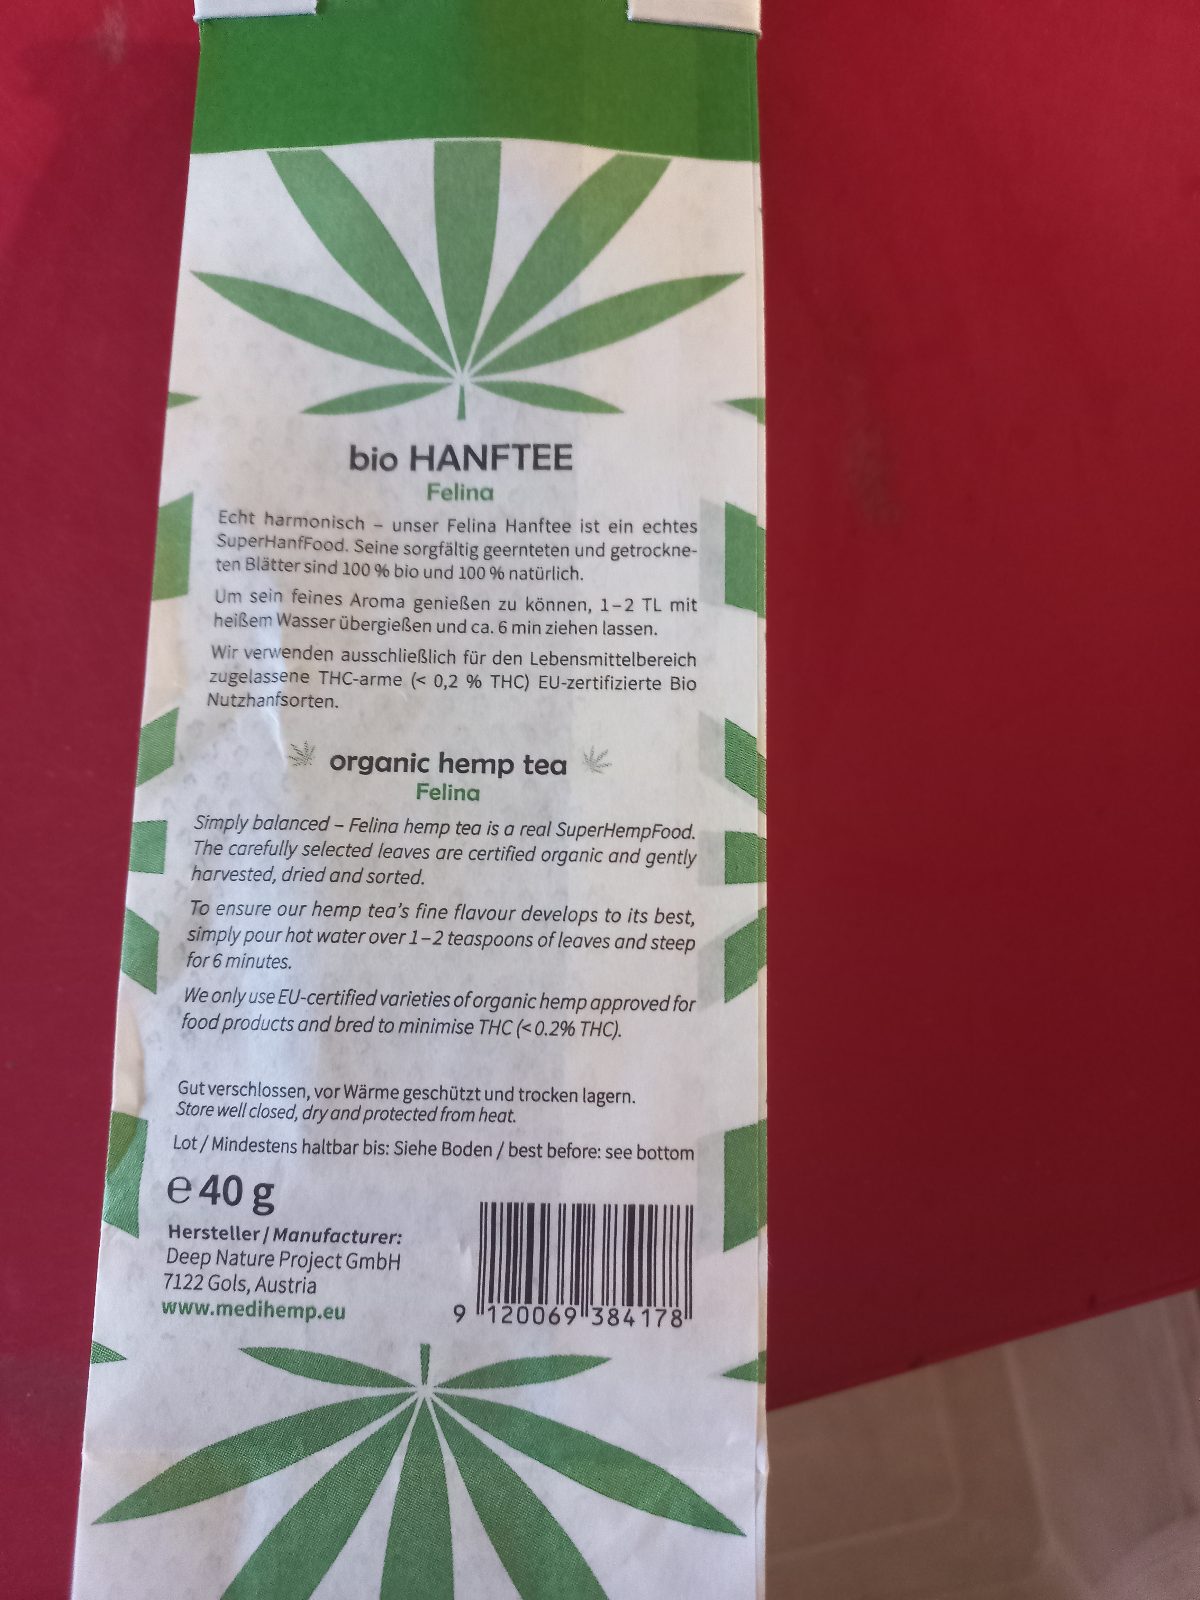 bio HANFTEE
Felina
Echt harmonisch – unser Felina Hanftee ist ein echtes
SuperHanfFood. Seine sorgfältig geernteten und getrockne-
ten Blätter sind 100 % bio und 100 % natürlich.
Um sein feines Aroma genießen zu können, 1–2 TL mit
heißem Wasser übergießen und ca. 6 min ziehen lassen.
Wir verwenden ausschließlich für den Lebensmittelbereich
zugelassene THC-arme (< 0,2 % THC) EU-zertifizierte Bio
Nutzhanfsorten.
organic hemp tea
Felina
Simply balanced – Felina hemp tea is a real SuperHempFood.
The carefully selected leaves are certified organic and gently
harvested, dried and sorted.
To ensure our hemp tea's fine flavour develops to its best,
simply pour hot water over 1–2 teaspoons of leaves and steep
for 6 minutes.
We only use EU-certified varieties of organic hemp approved for
food products and bred to minimise THC (< 0.2% THC).
Gut verschlossen, vor Wärme geschützt und trocken lagern.
Store well closed, dry and protected from heat.
Lot / Mindestens haltbar bis: Siehe Boden / best before: see bottom
℮ 40 g
Hersteller / Manufacturer:
Deep Nature Project GmbH
7122 Gols, Austria
www.medihemp.eu
9 120069 384178